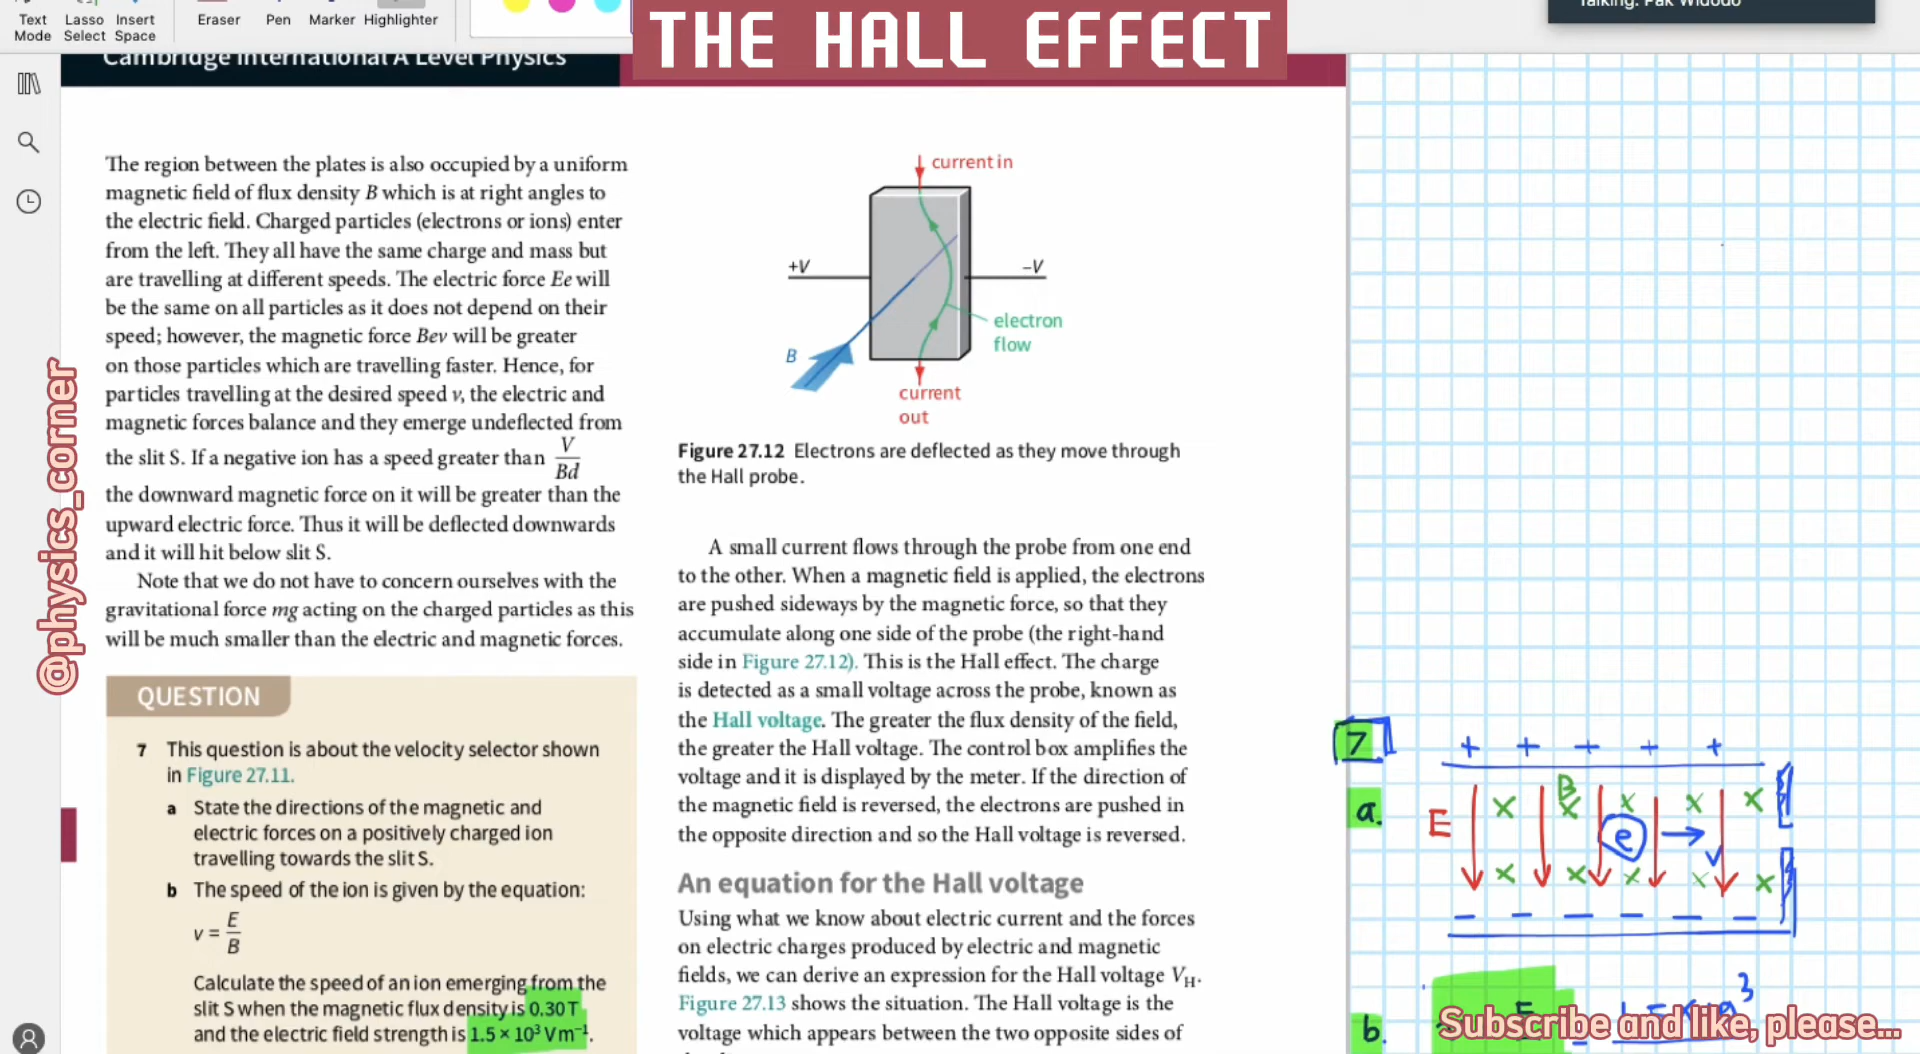 Text Mode
Lasso Select
Insert Space
Eraser
Pen
Marker
Highlighter
THE HALL EFFECT
Talking: Pak Widodo
Cambridge International A Level Physics
@physics_corner
The region between the plates is also occupied by a uniform
magnetic field of flux density B which is at right angles to
the electric field. Charged particles (electrons or ions) enter
from the left. They all have the same charge and mass but
are travelling at different speeds. The electric force Ee will
be the same on all particles as it does not depend on their
speed; however, the magnetic force Bev will be greater
on those particles which are travelling faster. Hence, for
particles travelling at the desired speed v, the electric and
magnetic forces balance and they emerge undeflected from
the slit S. If a negative ion has a speed greater than V/Bd
the downward magnetic force on it will be greater than the
upward electric force. Thus it will be deflected downwards
and it will hit below slit S.
Note that we do not have to concern ourselves with the
gravitational force mg acting on the charged particles as this
will be much smaller than the electric and magnetic forces.
QUESTION
7 This question is about the velocity selector shown
in Figure 27.11.
a State the directions of the magnetic and
electric forces on a positively charged ion
travelling towards the slit S.
b The speed of the ion is given by the equation:
v = E/B
Calculate the speed of an ion emerging from the
slit S when the magnetic flux density is 0.30 T
and the electric field strength is 1.5 × 10³ V m⁻¹.
current in
+V
−V
electron
flow
B
current
out
Figure 27.12 Electrons are deflected as they move through
the Hall probe.
A small current flows through the probe from one end
to the other. When a magnetic field is applied, the electrons
are pushed sideways by the magnetic force, so that they
accumulate along one side of the probe (the right-hand
side in Figure 27.12). This is the Hall effect. The charge
is detected as a small voltage across the probe, known as
the Hall voltage. The greater the flux density of the field,
the greater the Hall voltage. The control box amplifies the
voltage and it is displayed by the meter. If the direction of
the magnetic field is reversed, the electrons are pushed in
the opposite direction and so the Hall voltage is reversed.
An equation for the Hall voltage
Using what we know about electric current and the forces
on electric charges produced by electric and magnetic
fields, we can derive an expression for the Hall voltage V_H.
Figure 27.13 shows the situation. The Hall voltage is the
voltage which appears between the two opposite sides of
7
+ + + + +
a.
E
B
x x x x x
e
v
x x x x x
− − − − − −
b.
Subscribe and like, please...